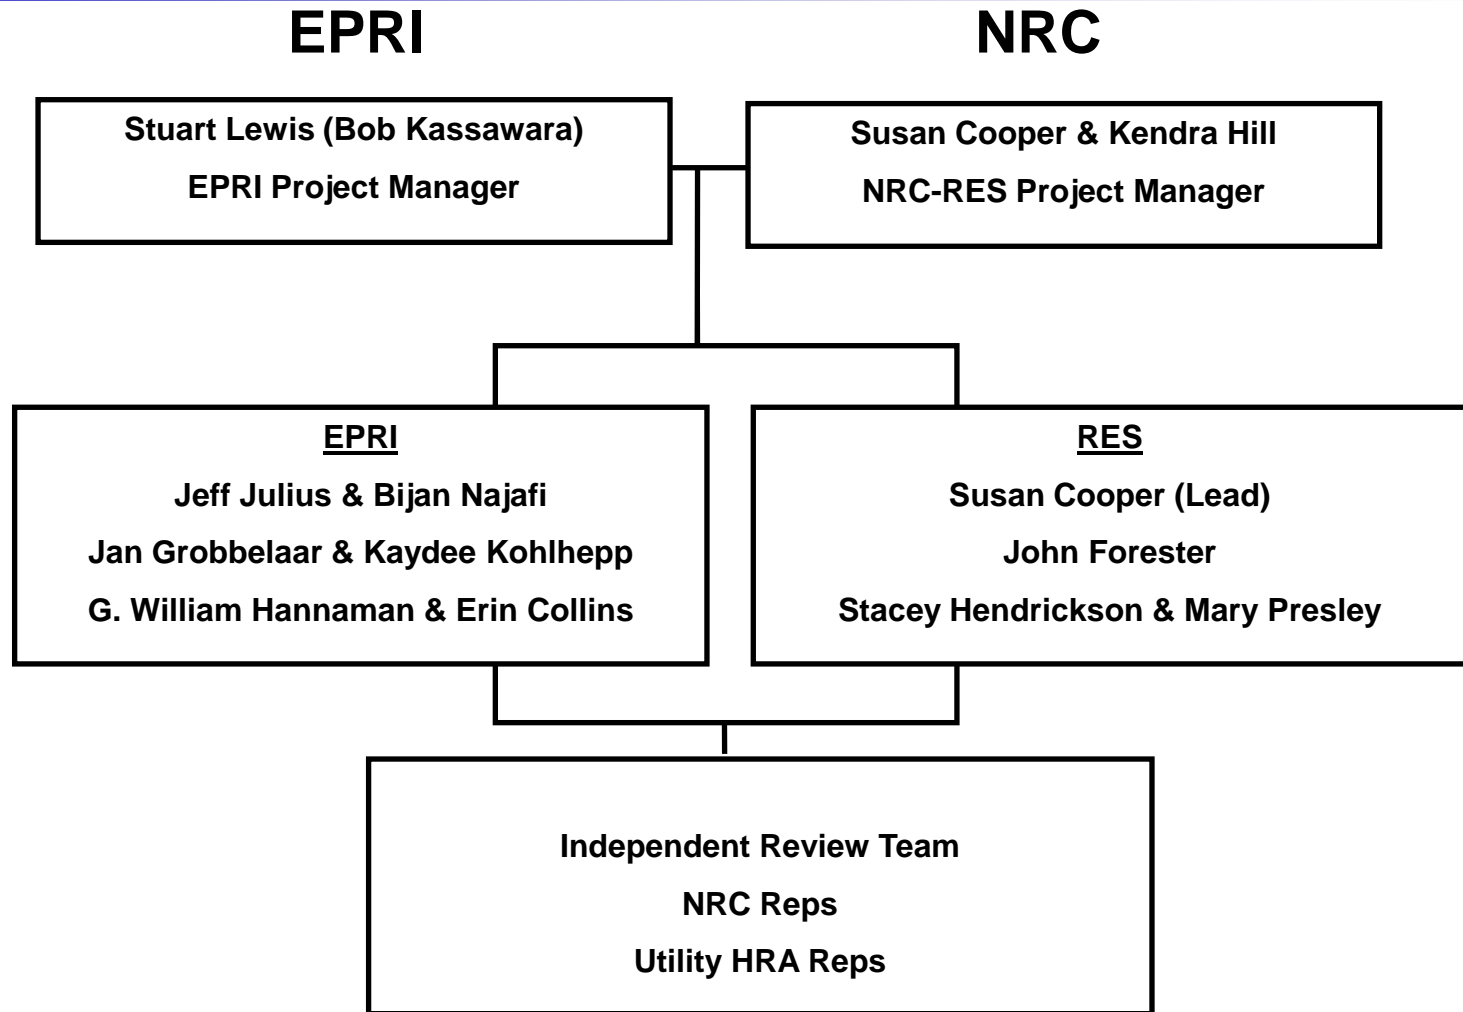 EPRI
NRC
Stuart Lewis (Bob Kassawara)
EPRI Project Manager
Susan Cooper & Kendra Hill
NRC-RES Project Manager
EPRI
Jeff Julius & Bijan Najafi
Jan Grobbelaar & Kaydee Kohlhepp
G. William Hannaman & Erin Collins
RES
Susan Cooper (Lead)
John Forester
Stacey Hendrickson & Mary Presley
Independent Review Team
NRC Reps
Utility HRA Reps